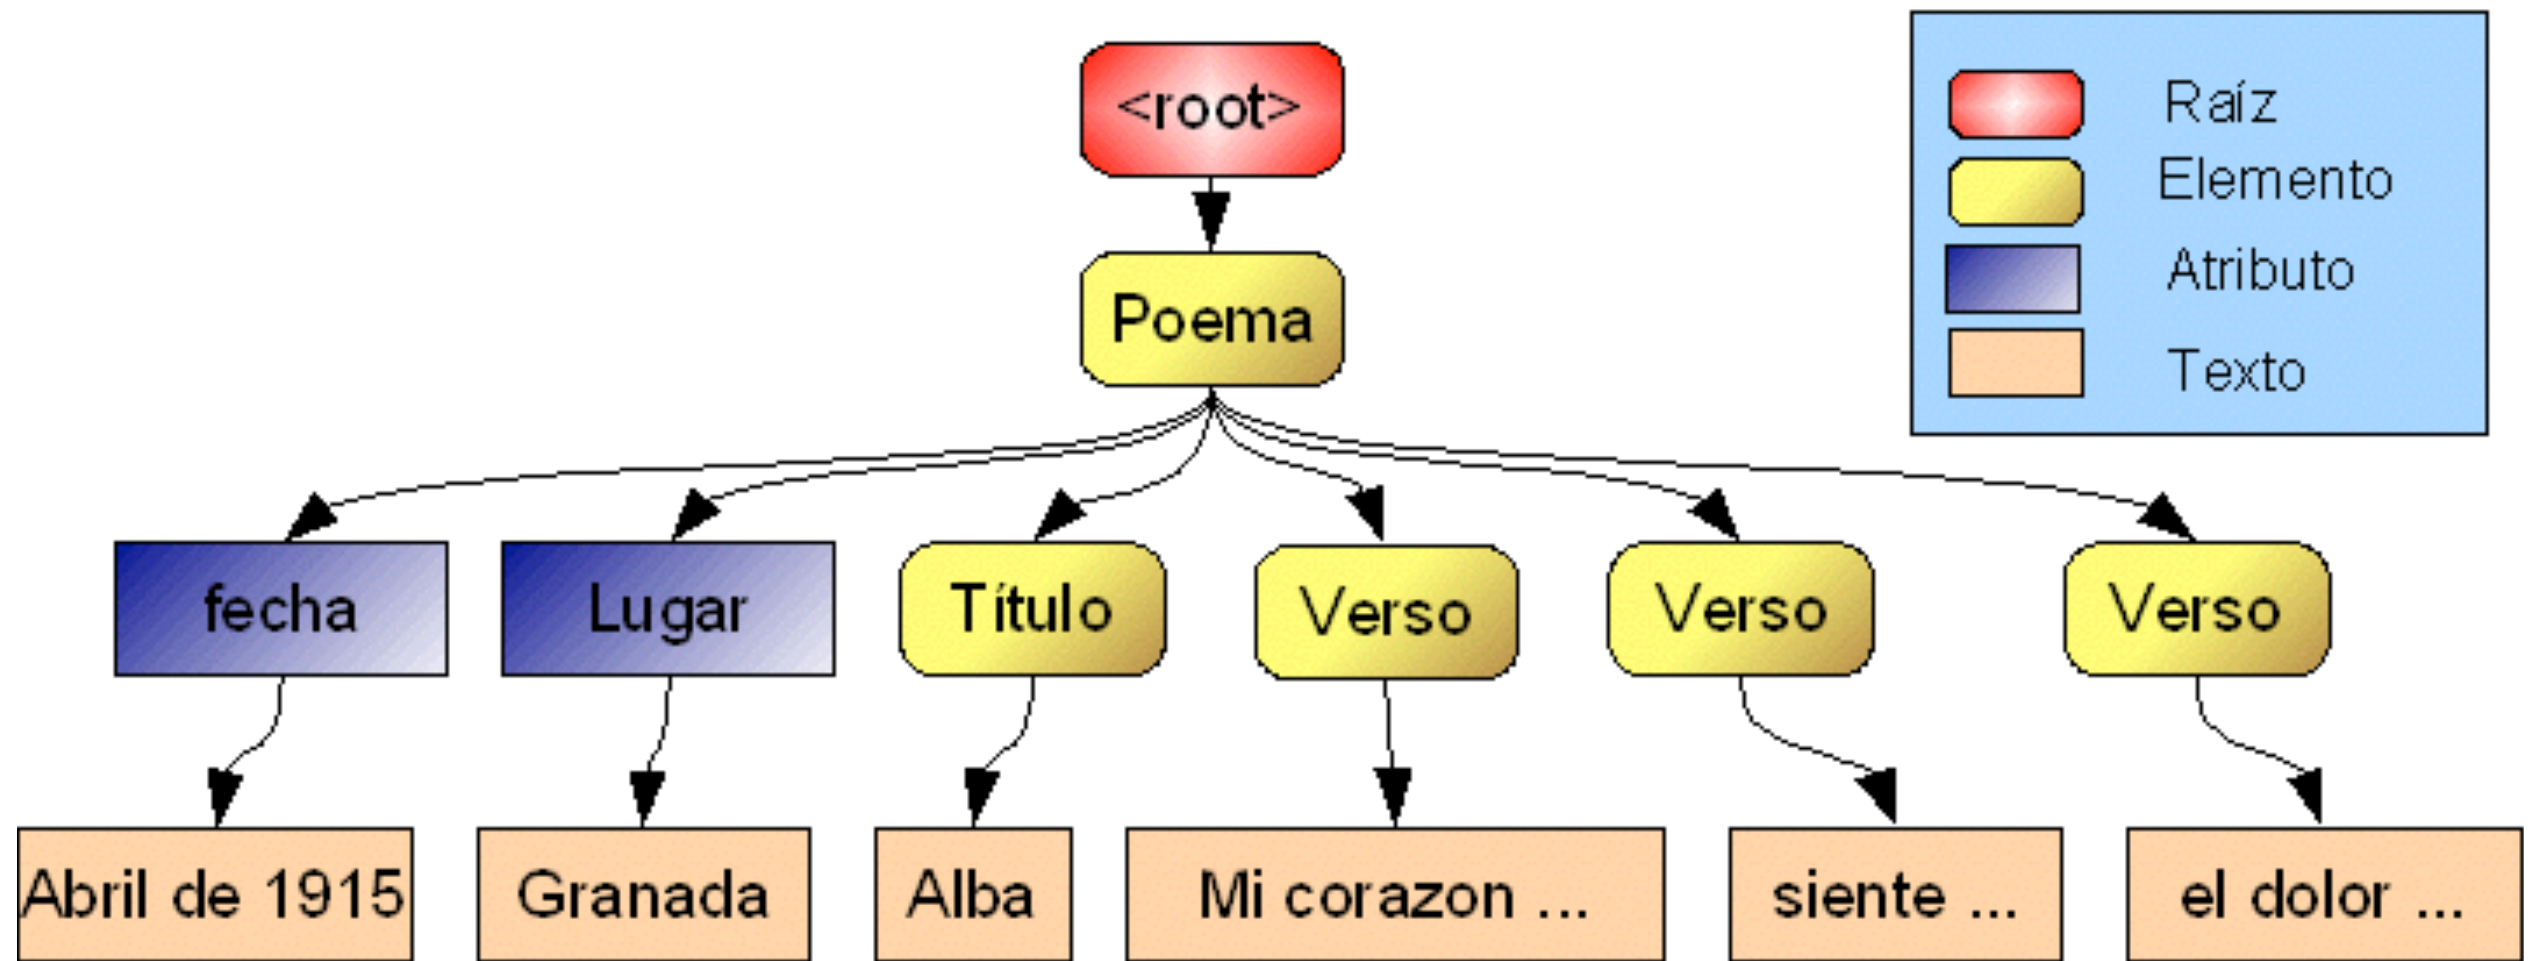 <root>
Raíz
Elemento
Atributo
Texto
Poema
fecha
Lugar
Título
Verso
Verso
Verso
Abril de 1915
Granada
Alba
Mi corazon ...
siente ...
el dolor ...